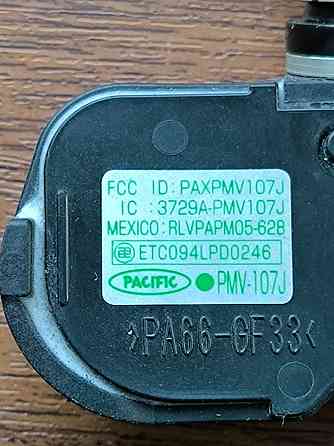 FCC ID: PAXPMV107J
IC : 3729A-PMV107J
MEXICO: RLVPAPM05-628
ETC094LPD0246
PACIFIC PMV-107J
>PA66-GF33<